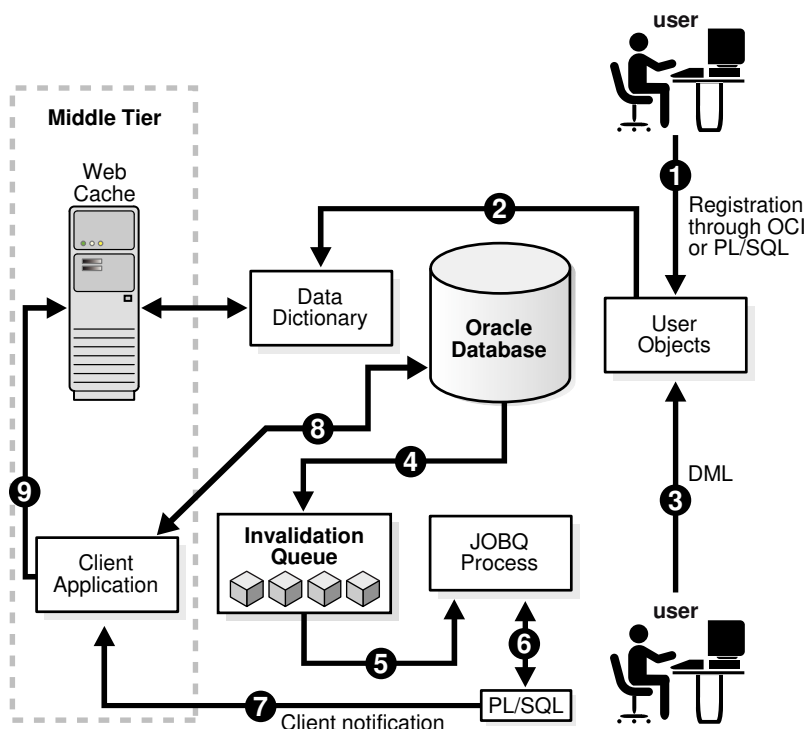 user
Middle Tier
Web
Cache
1
2
Registration
through OCI
or PL/SQL
Data
Dictionary
Oracle
Database
User
Objects
8
4
DML
9
3
Invalidation
Queue
JOBQ
Process
Client
Application
user
5
6
7
PL/SQL
Client notification